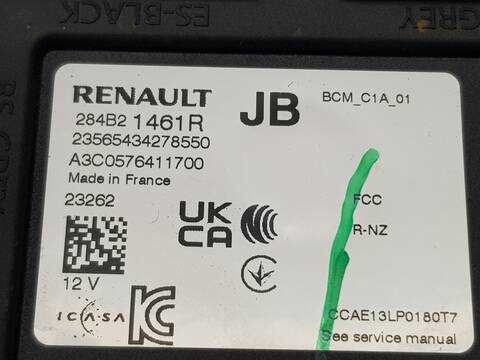 ES-BLACK
GREY
RENAULT JB BCM_C1A_01
284B2 1461R
23565434278550
A3C0576411700
Made in France
23262
UK
CA
FCC
R-NZ
12 V
ICASA
CCAE13LP0180T7
See service manual